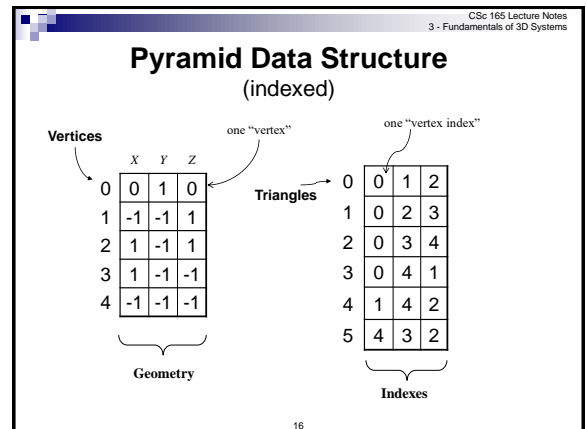 CSc 165 Lecture Notes
3 - Fundamentals of 3D Systems
Pyramid Data Structure
(indexed)
Vertices
one “vertex”
X Y Z
0 0 1 0
1 -1 -1 1
2 1 -1 1
3 1 -1 -1
4 -1 -1 -1
Geometry
one “vertex index”
Triangles
0 0 1 2
1 0 2 3
2 0 3 4
3 0 4 1
4 1 4 2
5 4 3 2
Indexes
16